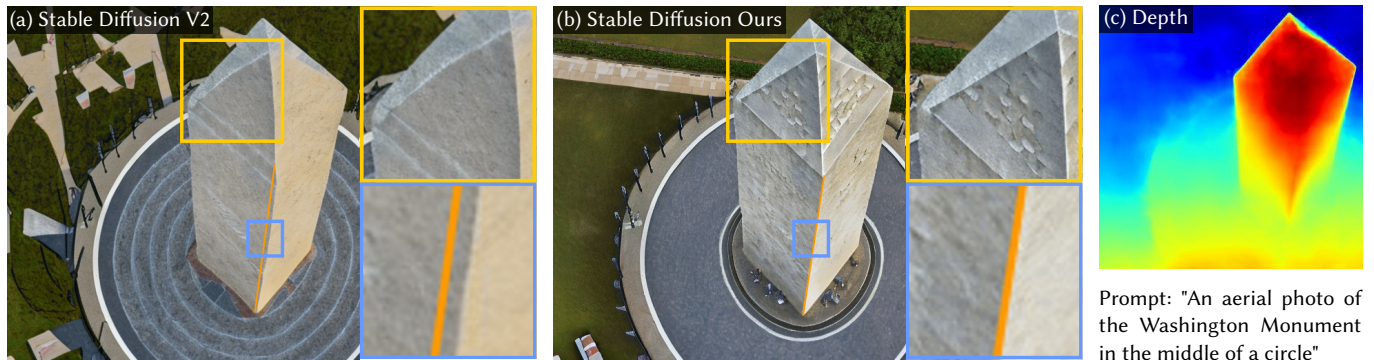 (a) Stable Diffusion V2
(b) Stable Diffusion Ours
(c) Depth
Prompt: "An aerial photo of
the Washington Monument
in the middle of a circle"